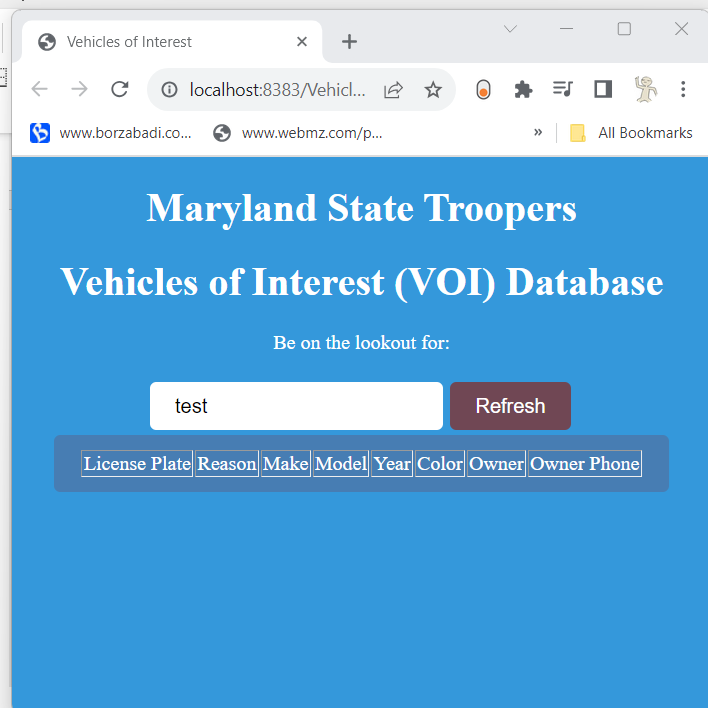 Vehicles of Interest
localhost:8383/Vehicl...
www.borzabadi.co...
www.webmz.com/p...
»
All Bookmarks
Maryland State Troopers
Vehicles of Interest (VOI) Database
Be on the lookout for:
test
Refresh
License Plate Reason Make Model Year Color Owner Owner Phone